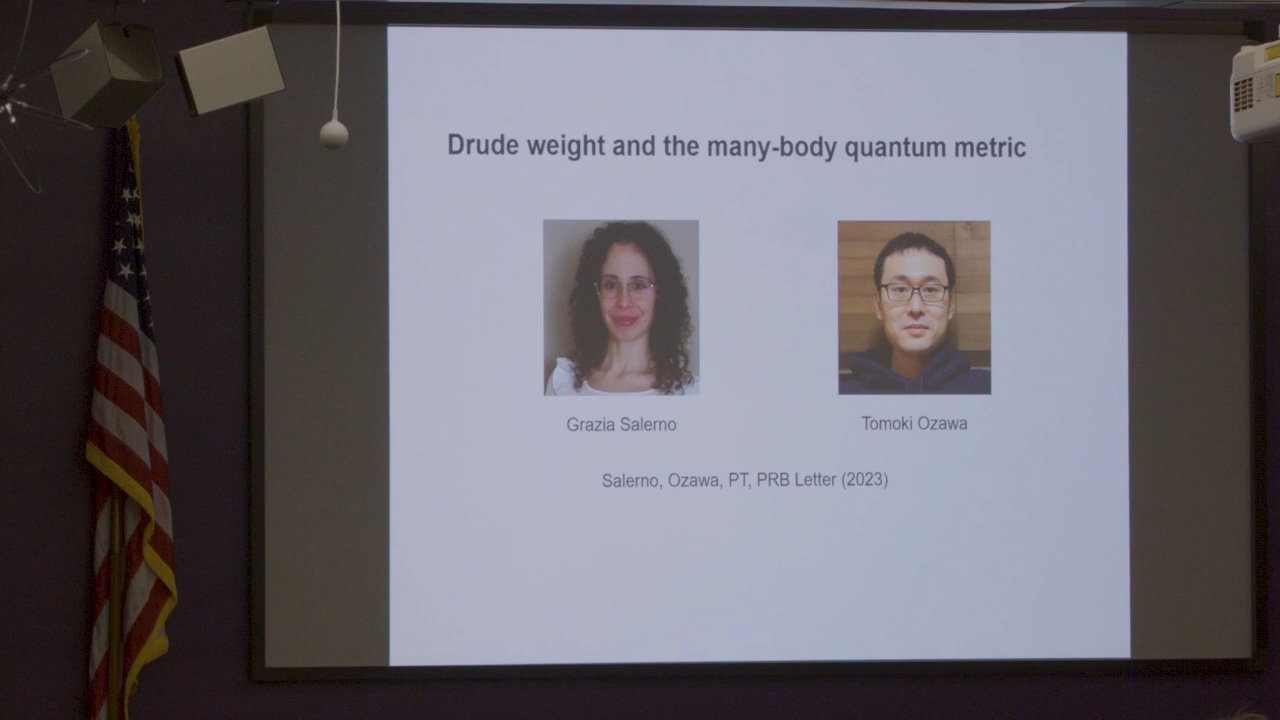 Drude weight and the many-body quantum metric
Grazia Salerno
Tomoki Ozawa
Salerno, Ozawa, PT, PRB Letter (2023)